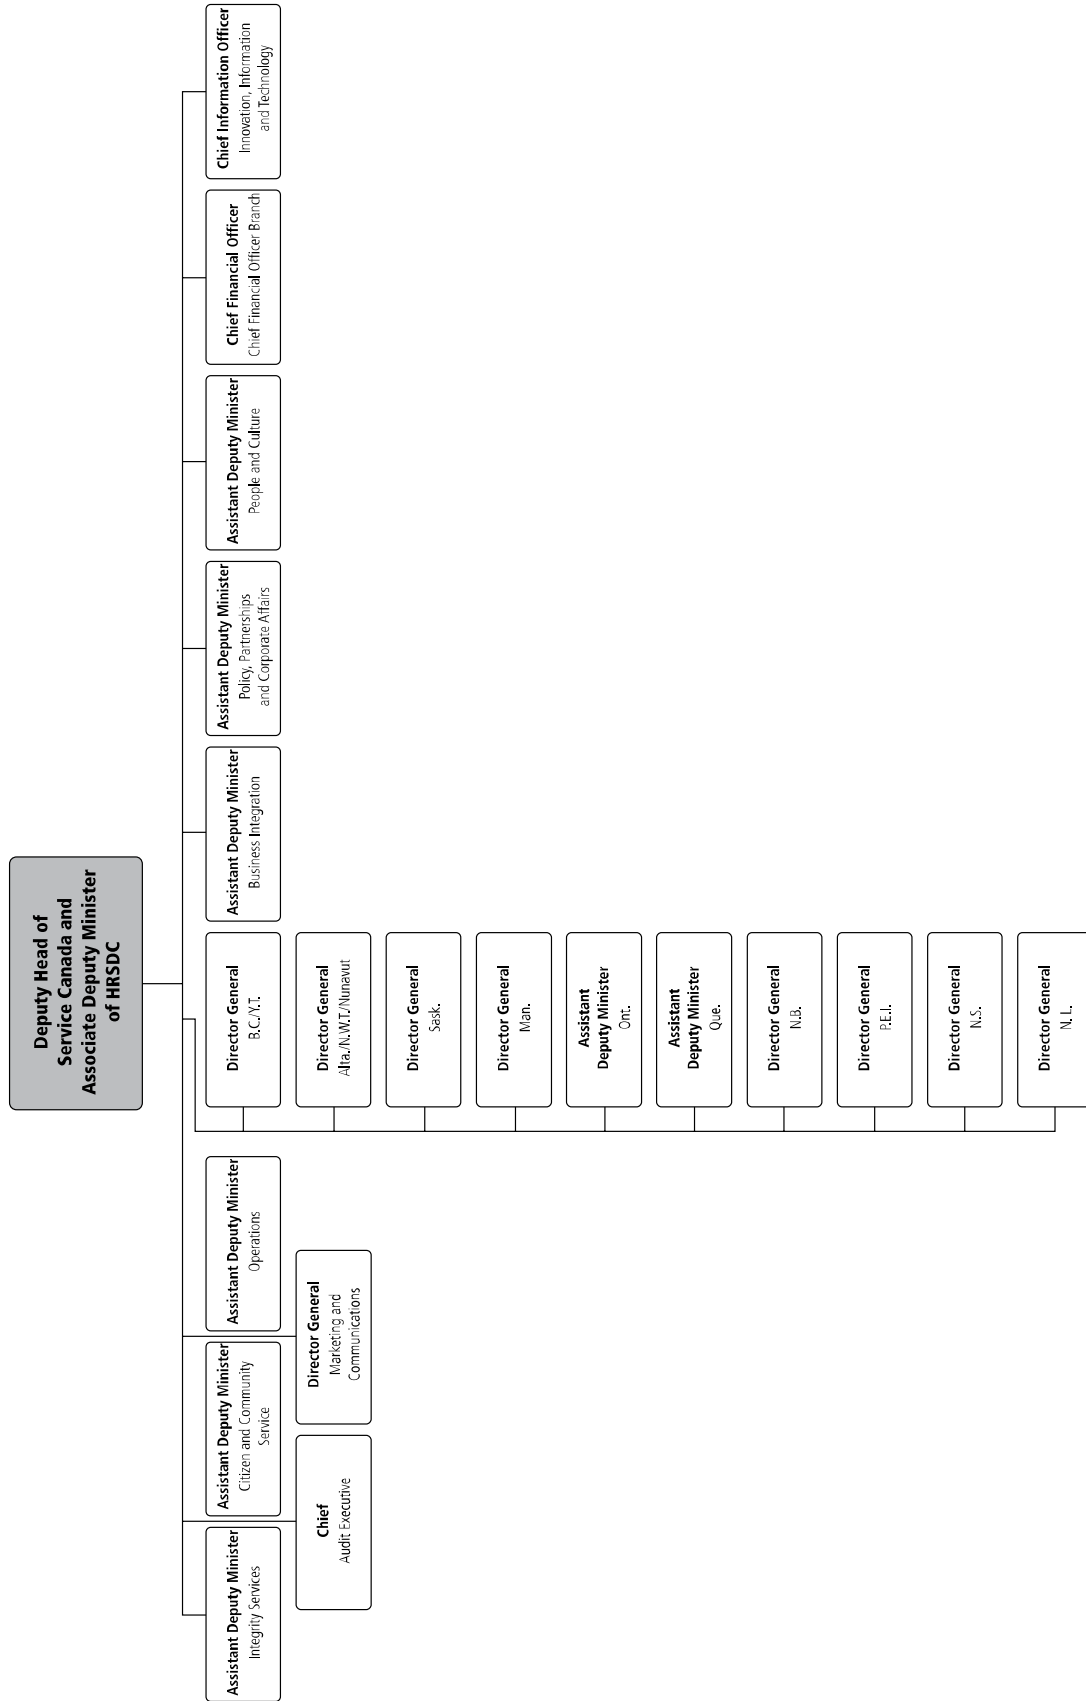 Deputy Head of
Service Canada and
Associate Deputy Minister
of HRSDC
Assistant Deputy Minister
Integrity Services
Assistant Deputy Minister
Citizen and Community
Service
Assistant Deputy Minister
Operations
Chief
Audit Executive
Director General
Marketing and
Communications
Director General
B.C./Y.T.
Director General
Alta./N.W.T./Nunavut
Director General
Sask.
Director General
Man.
Assistant
Deputy Minister
Ont.
Assistant
Deputy Minister
Que.
Director General
N.B.
Director General
P.E.I.
Director General
N.S.
Director General
N.L.
Assistant Deputy Minister
Business Integration
Assistant Deputy Minister
Policy, Partnerships
and Corporate Affairs
Assistant Deputy Minister
People and Culture
Chief Financial Officer
Chief Financial Officer Branch
Chief Information Officer
Innovation, Information
and Technology